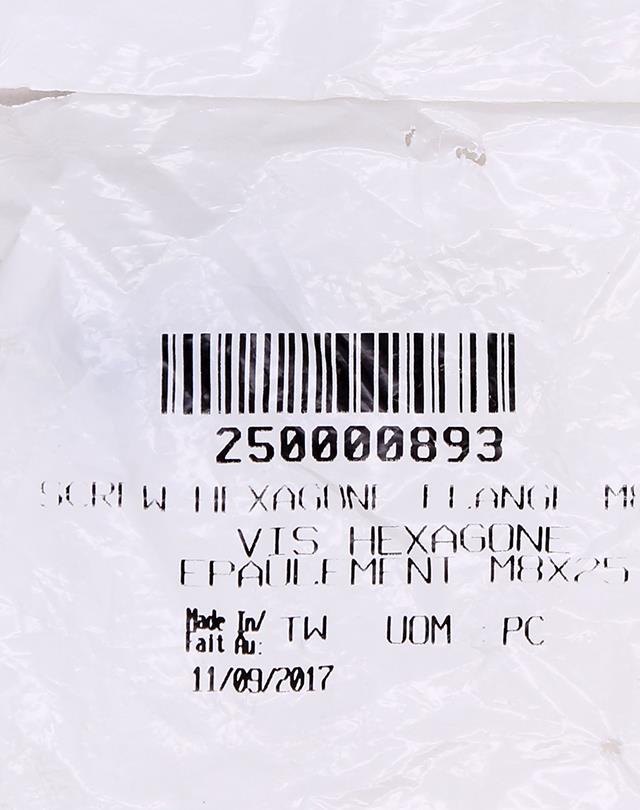 250000893
SCREW HEXAGONE FLANGE M8
VIS HEXAGONE
EPAULEMENT M8X25
Made In/ TW UOM : PC
Fait Au:
11/09/2017